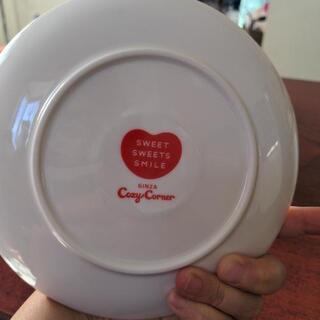 SWEET
SWEETS
SMILE
GINZA
Cozy Corner